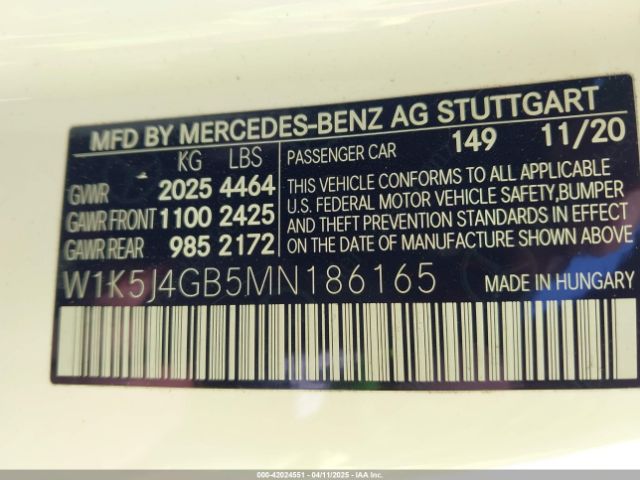 MFD BY MERCEDES-BENZ AG STUTTGART
KG LBS
GVWR 2025 4464
GAWR FRONT 1100 2425
GAWR REAR 985 2172
PASSENGER CAR 149 11/20
THIS VEHICLE CONFORMS TO ALL APPLICABLE
U.S. FEDERAL MOTOR VEHICLE SAFETY, BUMPER
AND THEFT PREVENTION STANDARDS IN EFFECT
ON THE DATE OF MANUFACTURE SHOWN ABOVE
W1K5J4GB5MN186165
MADE IN HUNGARY
000-42024551 - 04/11/2025 - IAAI.COM